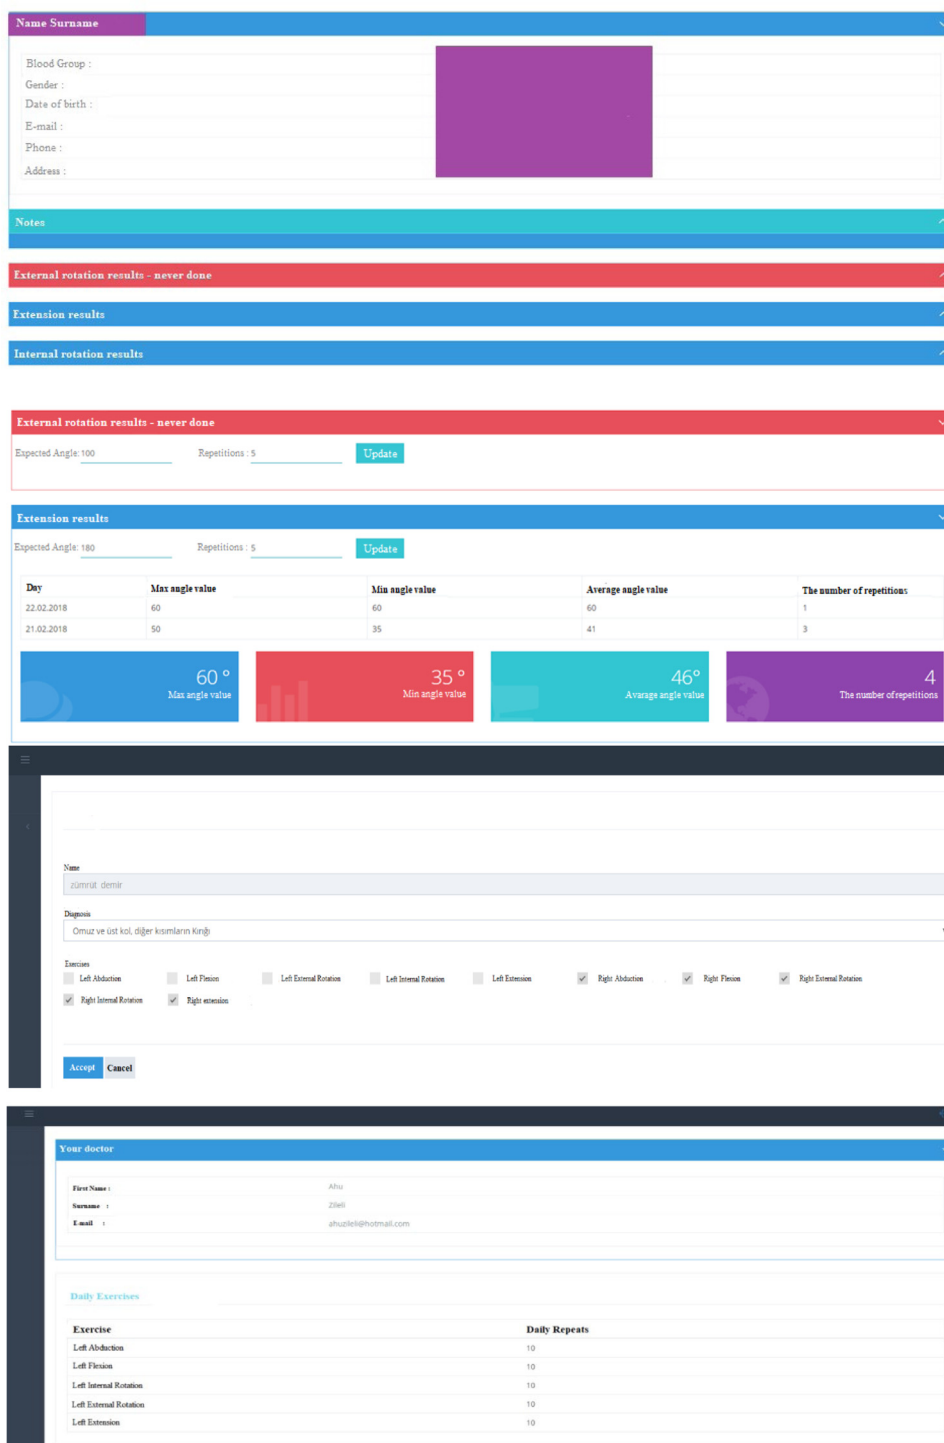 Name Surname
Blood Group :
Gender :
Date of birth :
E-mail :
Phone :
Address :
Notes
External rotation results - never done
Extension results
Internal rotation results
External rotation results - never done
Expected Angle: 100 Repetitions : 5 Update
Extension results
Expected Angle: 180 Repetitions : 5 Update
Day Max angle value Min angle value Average angle value The number of repetitions
22.02.2018 60 60 60 1
21.02.2018 50 35 41 3
60 ° 35 ° 46° 4
Max angle value Min angle value Avarage angle value The number of repetitions
Name
zümrüt demir
Diagnosis
Omuz ve üst kol, diğer kısımların Kırığı
Exercises
Left Abduction Left Flexion Left External Rotation Left Internal Rotation Left Extension Right Abduction Right Flexion Right External Rotation
Right Internal Rotation Right extension
Accept Cancel
Your doctor
First Name : Ahu
Surname : Zileli
E-mail : ahuzileli@hotmail.com
Daily Exercises
Exercise Daily Repeats
Left Abduction 10
Left Flexion 10
Left Internal Rotation 10
Left External Rotation 10
Left Extension 10